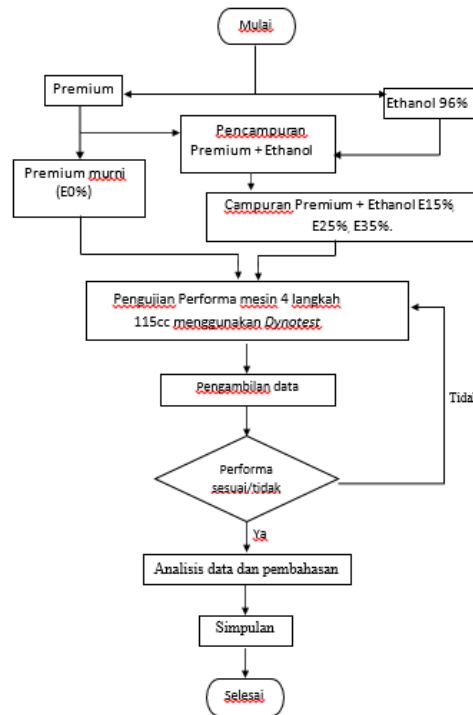 Mulai
Premium
Ethanol 96%
Pencampuran
Premium + Ethanol
Premium murni
(E0%)
Campuran Premium + Ethanol E15%,
E25%, E35%.
Pengujian Performa mesin 4 langkah
115cc menggunakan Dynotest.
Pengambilan data
Tidak
Performa
sesuai/tidak
Ya
Analisis data dan pembahasan
Simpulan
Selesai